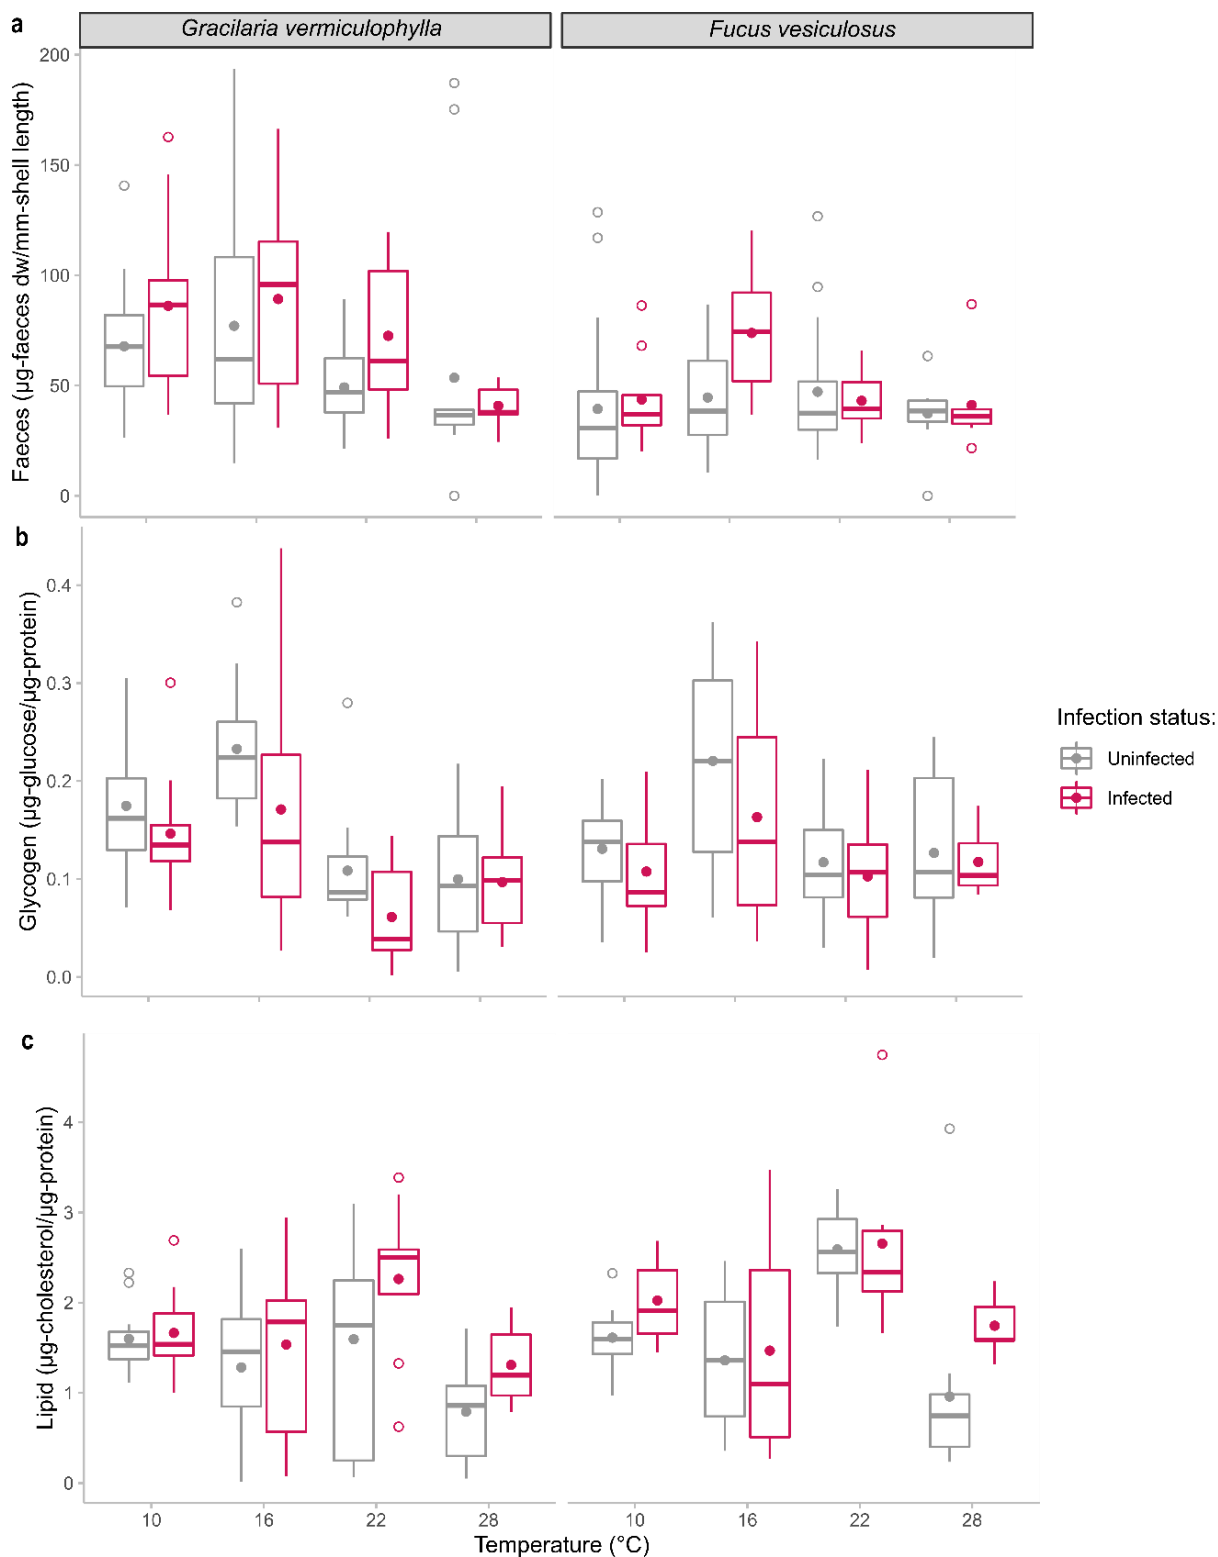 a
Gracilaria vermiculophylla
Fucus vesiculosus
Faeces (µg-faeces dw/mm-shell length)
200
150
100
50
0
b
Glycogen (µg-glucose/µg-protein)
0.4
0.3
0.2
0.1
0.0
Infection status:
Uninfected
Infected
c
Lipid (µg-cholesterol/µg-protein)
4
3
2
1
0
10
16
22
28
10
16
22
28
Temperature (°C)